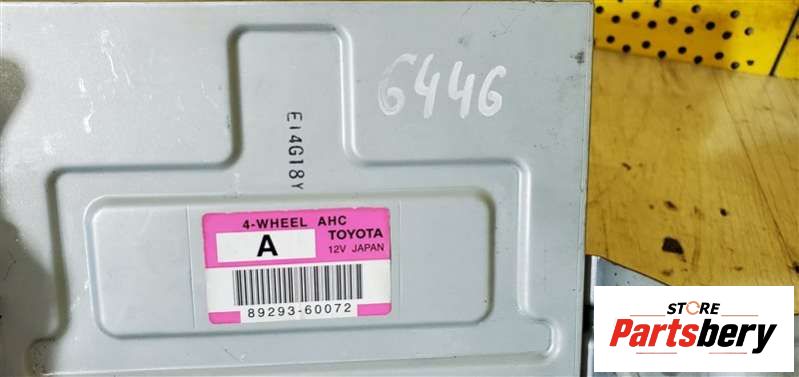 6446
E14G18Y
4-WHEEL AHC
A
TOYOTA
12V JAPAN
89293-60072
STORE
Partsbery